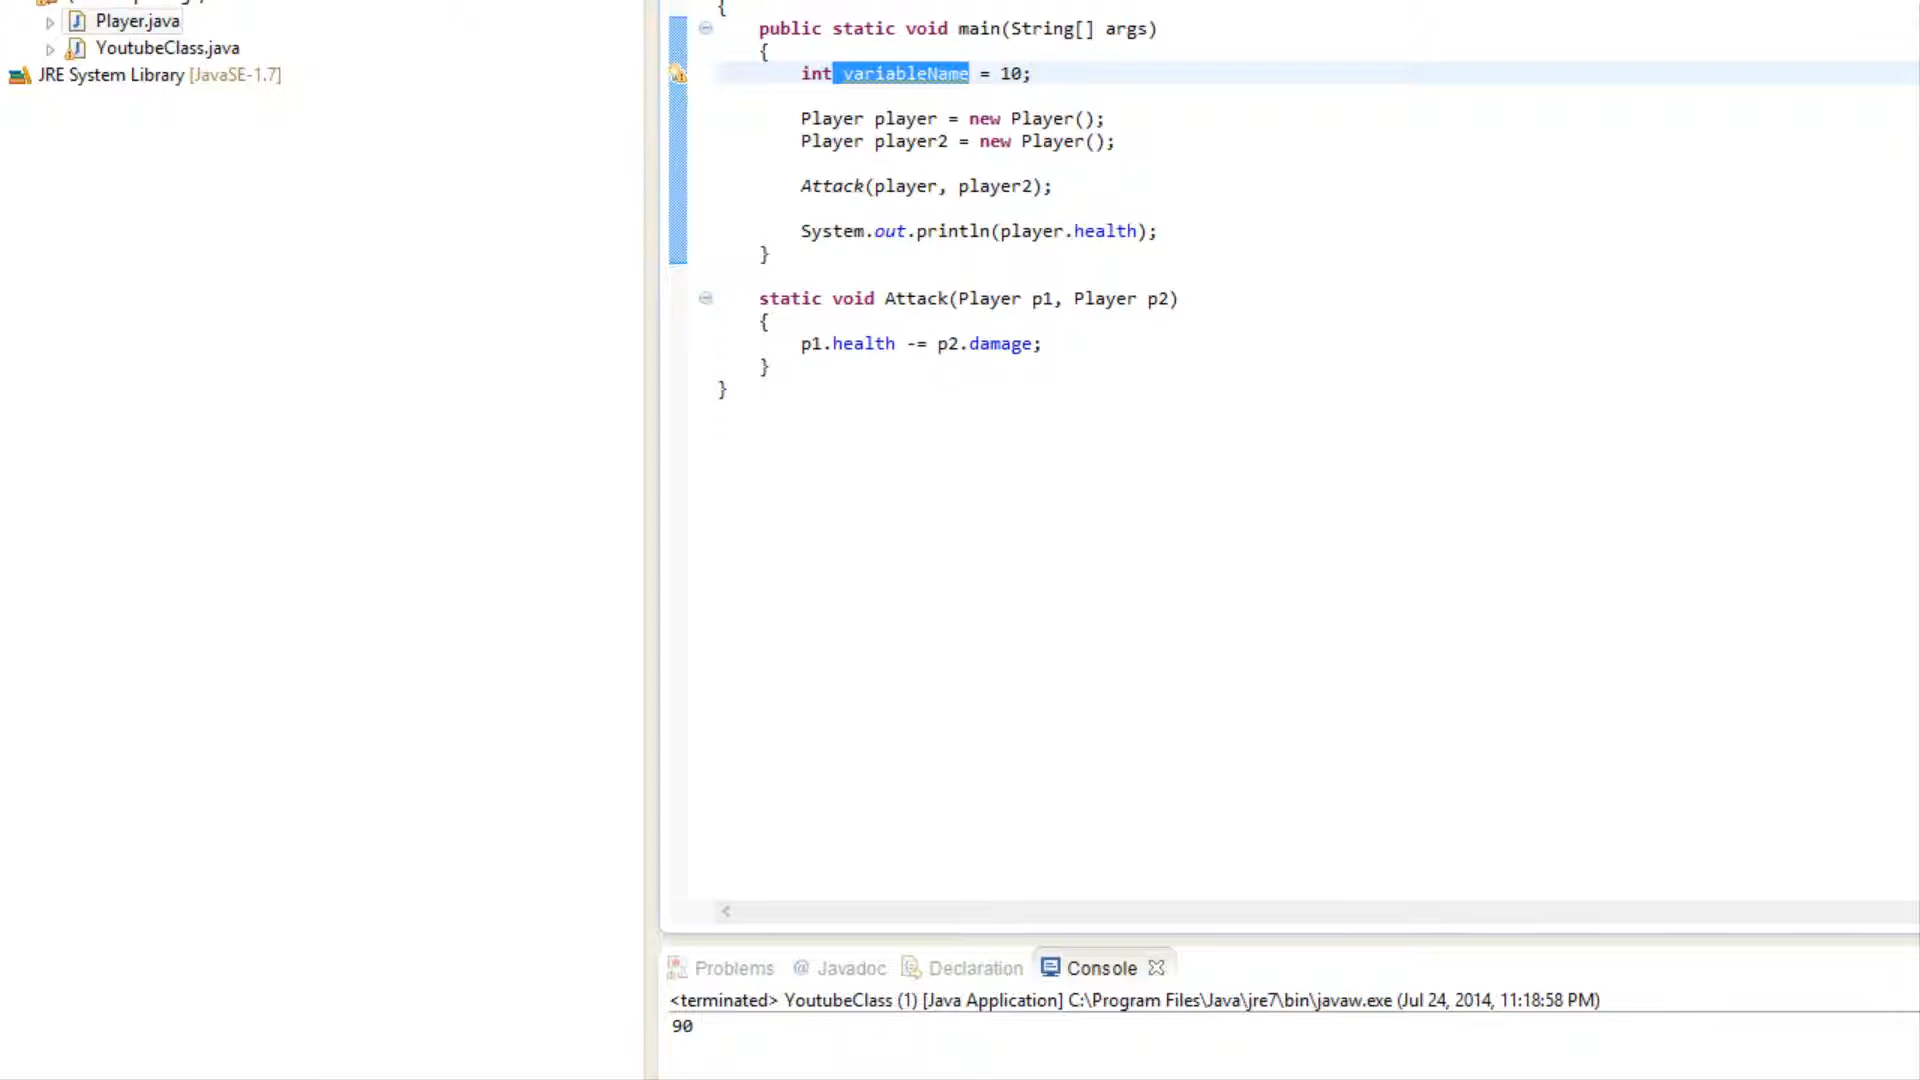 Player.java
YoutubeClass.java
JRE System Library [JavaSE-1.7]
{
public static void main(String[] args)
{
int variableName = 10;
Player player = new Player();
Player player2 = new Player();
Attack(player, player2);
System.out.println(player.health);
}
static void Attack(Player p1, Player p2)
{
p1.health -= p2.damage;
}
}
Problems @ Javadoc Declaration Console
<terminated> YoutubeClass (1) [Java Application] C:\Program Files\Java\jre7\bin\javaw.exe (Jul 24, 2014, 11:18:58 PM)
90